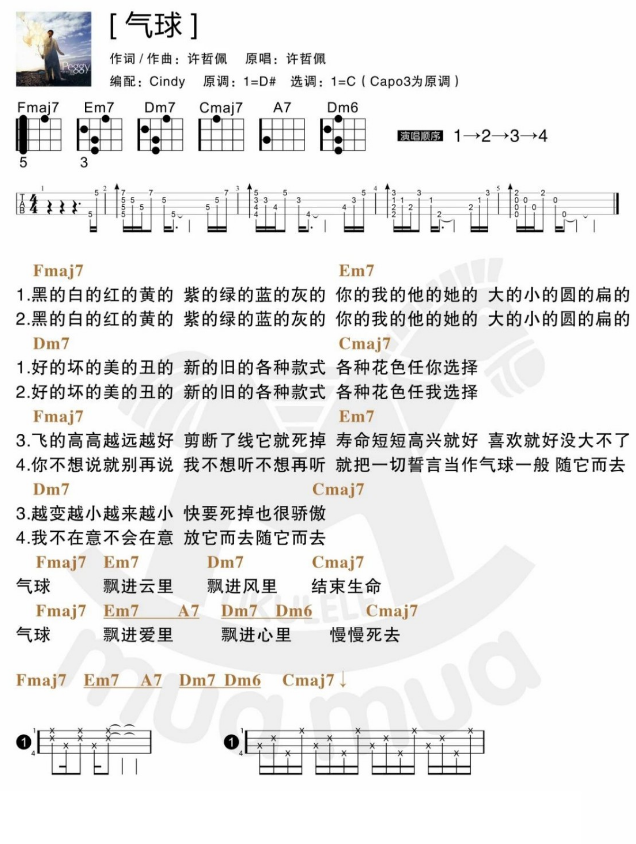 Peggy
[ 气球 ]
作词 / 作曲：许哲佩 原唱：许哲佩
编配：Cindy 原调：1=D# 选调：1=C（Capo3为原调）
Fmaj7 Em7 Dm7 Cmaj7 A7 Dm6
演唱顺序 1→2→3→4
5 3
Fmaj7 Em7
1.黑的白的红的黄的 紫的绿的蓝的灰的 你的我的他的她的 大的小的圆的扁的
2.黑的白的红的黄的 紫的绿的蓝的灰的 你的我的他的她的 大的小的圆的扁的
Dm7 Cmaj7
1.好的坏的美的丑的 新的旧的各种款式 各种花色任你选择
2.好的坏的美的丑的 新的旧的各种款式 各种花色任我选择
Fmaj7 Em7
3.飞的高高越远越好 剪断了线它就死掉 寿命短短高兴就好 喜欢就好没大不了
4.你不想说就别再说 我不想听不想再听 就把一切誓言当作气球一般 随它而去
Dm7 Cmaj7
3.越变越小越来越小 快要死掉也很骄傲
4.我不在意不会在意 放它而去随它而去
Fmaj7 Em7 Dm7 Cmaj7
气球 飘进云里 飘进风里 结束生命
UKULELE
Fmaj7 Em7 A7 Dm7 Dm6 Cmaj7
气球 飘进爱里 飘进心里 慢慢死去
Fmaj7 Em7 A7 Dm7 Dm6 Cmaj7↓
mua mua